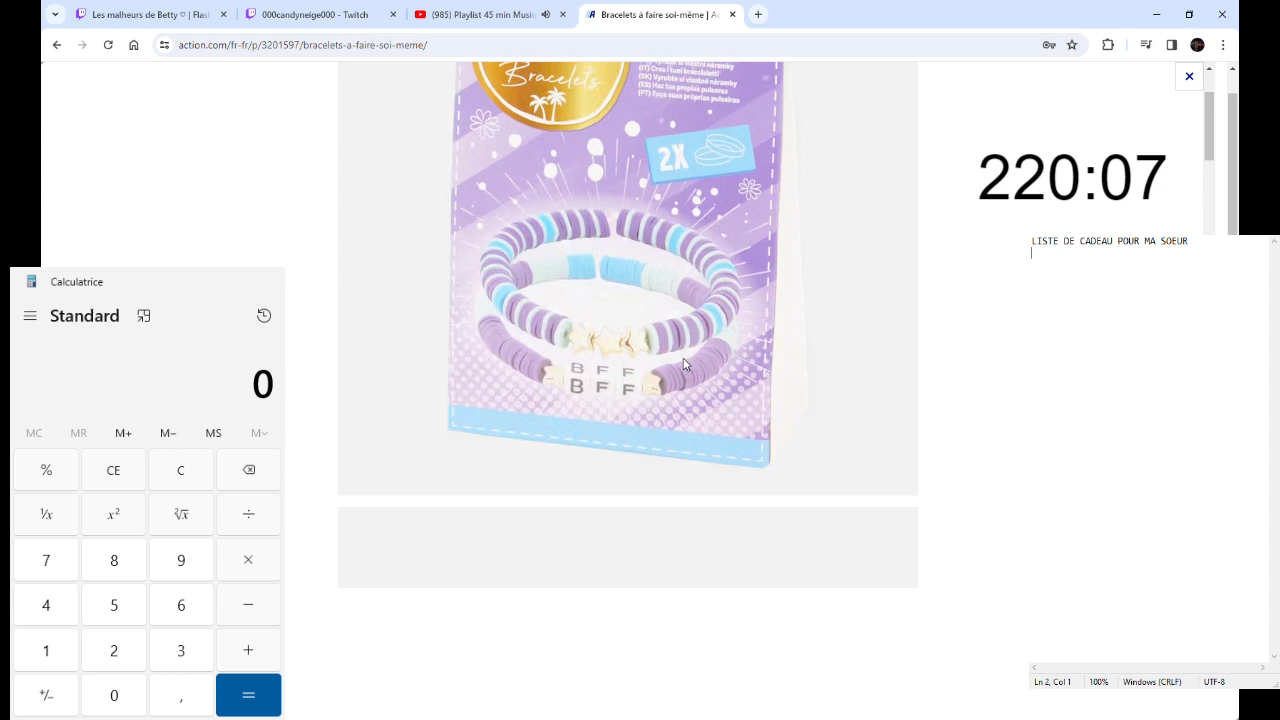 Les malheurs de Betty ♡ | Flas
000candyneige000 - Twitch
(985) Playlist 45 min Musiq
Bracelets à faire soi-même | Ac
action.com/fr-fr/p/3201597/bracelets-a-faire-soi-meme/
Bracelets
(IT) Crea i tuoi braccialetti
(SK) Vyrobte si vlastné náramky
(ES) Haz tus propias pulseras
(PT) Faça suas próprias pulseiras
2X
BFF
BFF
220:07
LISTE DE CADEAU POUR MA SOEUR
Ln 2, Col 1 100% Windows (CRLF) UTF-8
Calculatrice
Standard
0
MC MR M+ M− MS M
% CE C
¹/x x² ²√x ÷
7 8 9 ×
4 5 6 −
1 2 3 +
+/− 0 , =